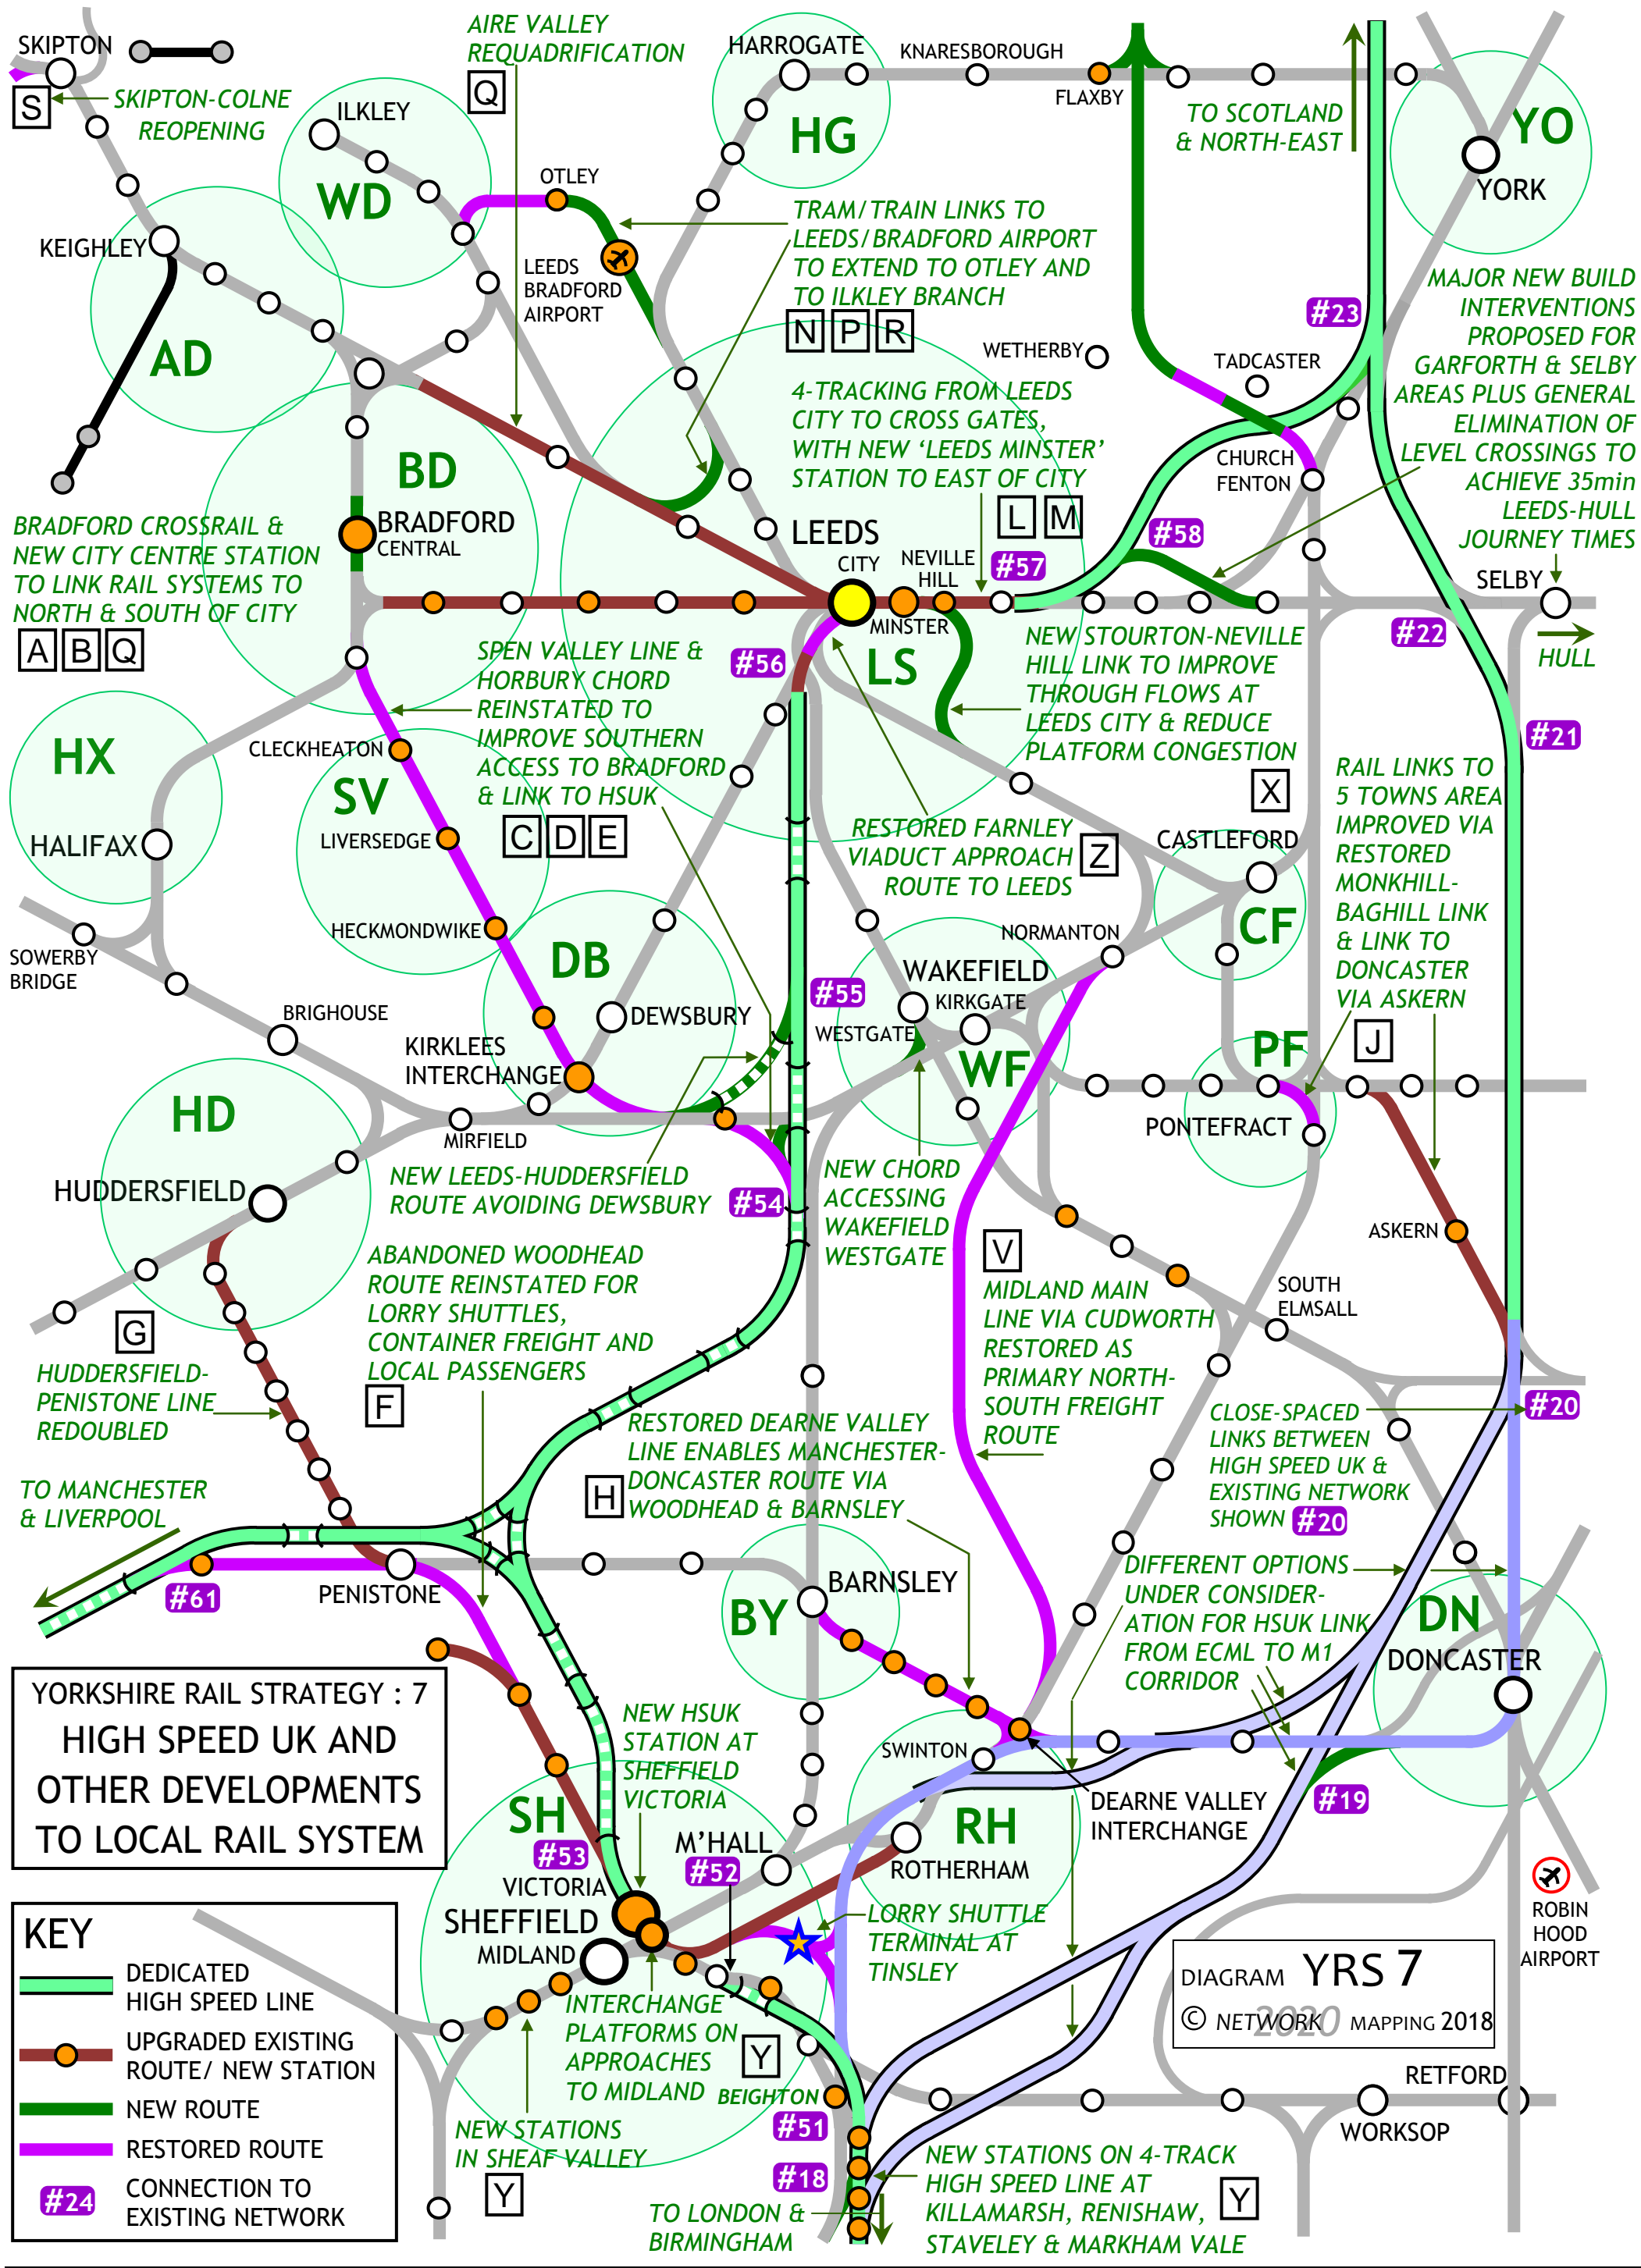 AIRE VALLEY
REQUADRIFICATION
Q
SKIPTON
S
SKIPTON-COLNE
REOPENING
ILKLEY
WD
HARROGATE
HG
KNARESBOROUGH
FLAXBY
TO SCOTLAND
& NORTH-EAST
YO
YORK
OTLEY
KEIGHLEY
AD
LEEDS
BRADFORD
AIRPORT
TRAM/TRAIN LINKS TO
LEEDS/BRADFORD AIRPORT
TO EXTEND TO OTLEY AND
TO ILKLEY BRANCH
N P R
#23
MAJOR NEW BUILD
INTERVENTIONS
PROPOSED FOR
GARFORTH & SELBY
AREAS PLUS GENERAL
ELIMINATION OF
LEVEL CROSSINGS TO
ACHIEVE 35min
LEEDS-HULL
JOURNEY TIMES
WETHERBY
TADCASTER
4-TRACKING FROM LEEDS
CITY TO CROSS GATES,
WITH NEW ‘LEEDS MINSTER’
STATION TO EAST OF CITY
L M
CHURCH
FENTON
BD
BRADFORD
CENTRAL
BRADFORD CROSSRAIL &
NEW CITY CENTRE STATION
TO LINK RAIL SYSTEMS TO
NORTH & SOUTH OF CITY
A B Q
LEEDS
CITY
NEVILLE
HILL
MINSTER
LS
#57
#58
SELBY
#22
HULL
#56
SPEN VALLEY LINE &
HORBURY CHORD
REINSTATED TO
IMPROVE SOUTHERN
ACCESS TO BRADFORD
& LINK TO HSUK
C D E
NEW STOURTON-NEVILLE
HILL LINK TO IMPROVE
THROUGH FLOWS AT
LEEDS CITY & REDUCE
PLATFORM CONGESTION
X
#21
HX
HALIFAX
CLECKHEATON
SV
LIVERSEDGE
HECKMONDWIKE
RESTORED FARNLEY
VIADUCT APPROACH
ROUTE TO LEEDS
Z
CASTLEFORD
CF
RAIL LINKS TO
5 TOWNS AREA
IMPROVED VIA
RESTORED
MONKHILL-
BAGHILL LINK
& LINK TO
DONCASTER
VIA ASKERN
J
SOWERBY
BRIDGE
BRIGHOUSE
DB
DEWSBURY
KIRKLEES
INTERCHANGE
#55
NORMANTON
WAKEFIELD
KIRKGATE
WESTGATE
WF
PF
PONTEFRACT
HD
HUDDERSFIELD
MIRFIELD
NEW LEEDS-HUDDERSFIELD
ROUTE AVOIDING DEWSBURY
#54
NEW CHORD
ACCESSING
WAKEFIELD
WESTGATE
V
MIDLAND MAIN
LINE VIA CUDWORTH
RESTORED AS
PRIMARY NORTH-
SOUTH FREIGHT
ROUTE
ASKERN
SOUTH
ELMSALL
ABANDONED WOODHEAD
ROUTE REINSTATED FOR
LORRY SHUTTLES,
CONTAINER FREIGHT AND
LOCAL PASSENGERS
F
G
HUDDERSFIELD-
PENISTONE LINE
REDOUBLED
TO MANCHESTER
& LIVERPOOL
RESTORED DEARNE VALLEY
LINE ENABLES MANCHESTER-
DONCASTER ROUTE VIA
WOODHEAD & BARNSLEY
H
CLOSE-SPACED
LINKS BETWEEN
HIGH SPEED UK &
EXISTING NETWORK
SHOWN #20
#20
#61
PENISTONE
BARNSLEY
BY
DIFFERENT OPTIONS
UNDER CONSIDER-
ATION FOR HSUK LINK
FROM ECML TO M1
CORRIDOR
DN
DONCASTER
YORKSHIRE RAIL STRATEGY : 7
HIGH SPEED UK AND
OTHER DEVELOPMENTS
TO LOCAL RAIL SYSTEM
NEW HSUK
STATION AT
SHEFFIELD
VICTORIA
SWINTON
DEARNE VALLEY
INTERCHANGE
#19
SH
#53
M'HALL
#52
RH
ROTHERHAM
VICTORIA
SHEFFIELD
MIDLAND
LORRY SHUTTLE
TERMINAL AT
TINSLEY
ROBIN
HOOD
AIRPORT
INTERCHANGE
PLATFORMS ON
APPROACHES
TO MIDLAND
Y
BEIGHTON
#51
#18
NEW STATIONS
IN SHEAF VALLEY
Y
TO LONDON &
BIRMINGHAM
NEW STATIONS ON 4-TRACK
HIGH SPEED LINE AT
KILLAMARSH, RENISHAW,
STAVELEY & MARKHAM VALE
Y
RETFORD
WORKSOP
DIAGRAM YRS 7
© NETWORK 2020 MAPPING 2018
KEY
DEDICATED
HIGH SPEED LINE
UPGRADED EXISTING
ROUTE/ NEW STATION
NEW ROUTE
RESTORED ROUTE
#24
CONNECTION TO
EXISTING NETWORK